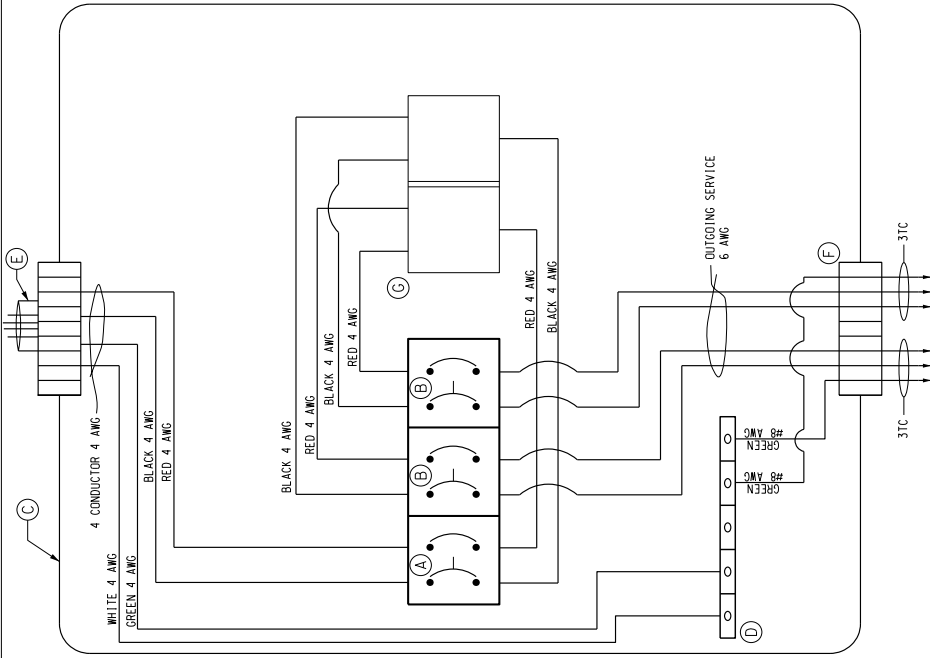 E
C
4 CONDUCTOR 4 AWG
BLACK 4 AWG
RED 4 AWG
WHITE 4 AWG
GREEN 4 AWG
BLACK 4 AWG
RED 4 AWG
BLACK 4 AWG
RED 4 AWG
G
B
B
A
RED 4 AWG
BLACK 4 AWG
OUTGOING SERVICE
6 AWG
F
3TC
3TC
GREEN
#8 AWG
GREEN
#8 AWG
D